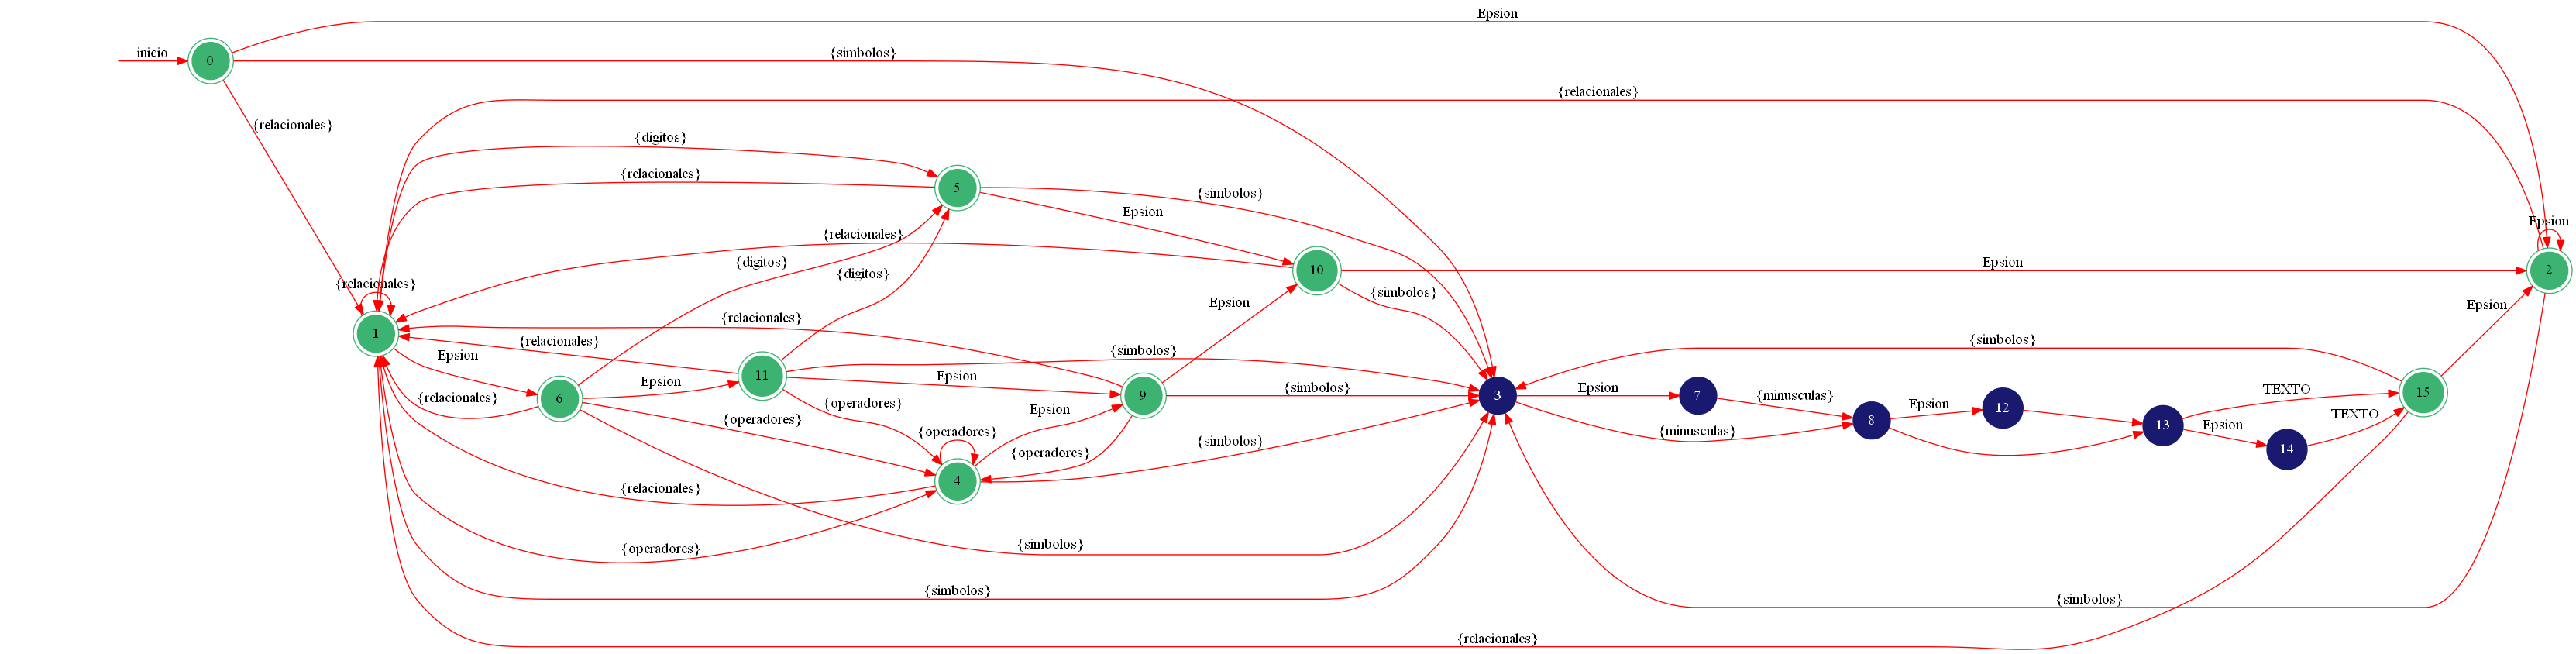 Epsion
inicio
0
{simbolos}
{relacionales}
{relacionales}
{digitos}
{relacionales}
5
{simbolos}
Epsion
Epsion
{relacionales}
{digitos}
{digitos}
10
Epsion
2
{relacionales}
{simbolos}
Epsion
Epsion
{relacionales}
1
{relacionales}
{simbolos}
{simbolos}
Epsion
11
Epsion
Epsion
{relacionales}
6
{operadores}
9
{simbolos}
3
Epsion
7
{minusculas}
Epsion
12
TEXTO
15
Epsion
{operadores}
{operadores}
{simbolos}
{minusculas}
8
13
Epsion
TEXTO
14
{operadores}
4
{relacionales}
{operadores}
{simbolos}
{simbolos}
{simbolos}
{relacionales}